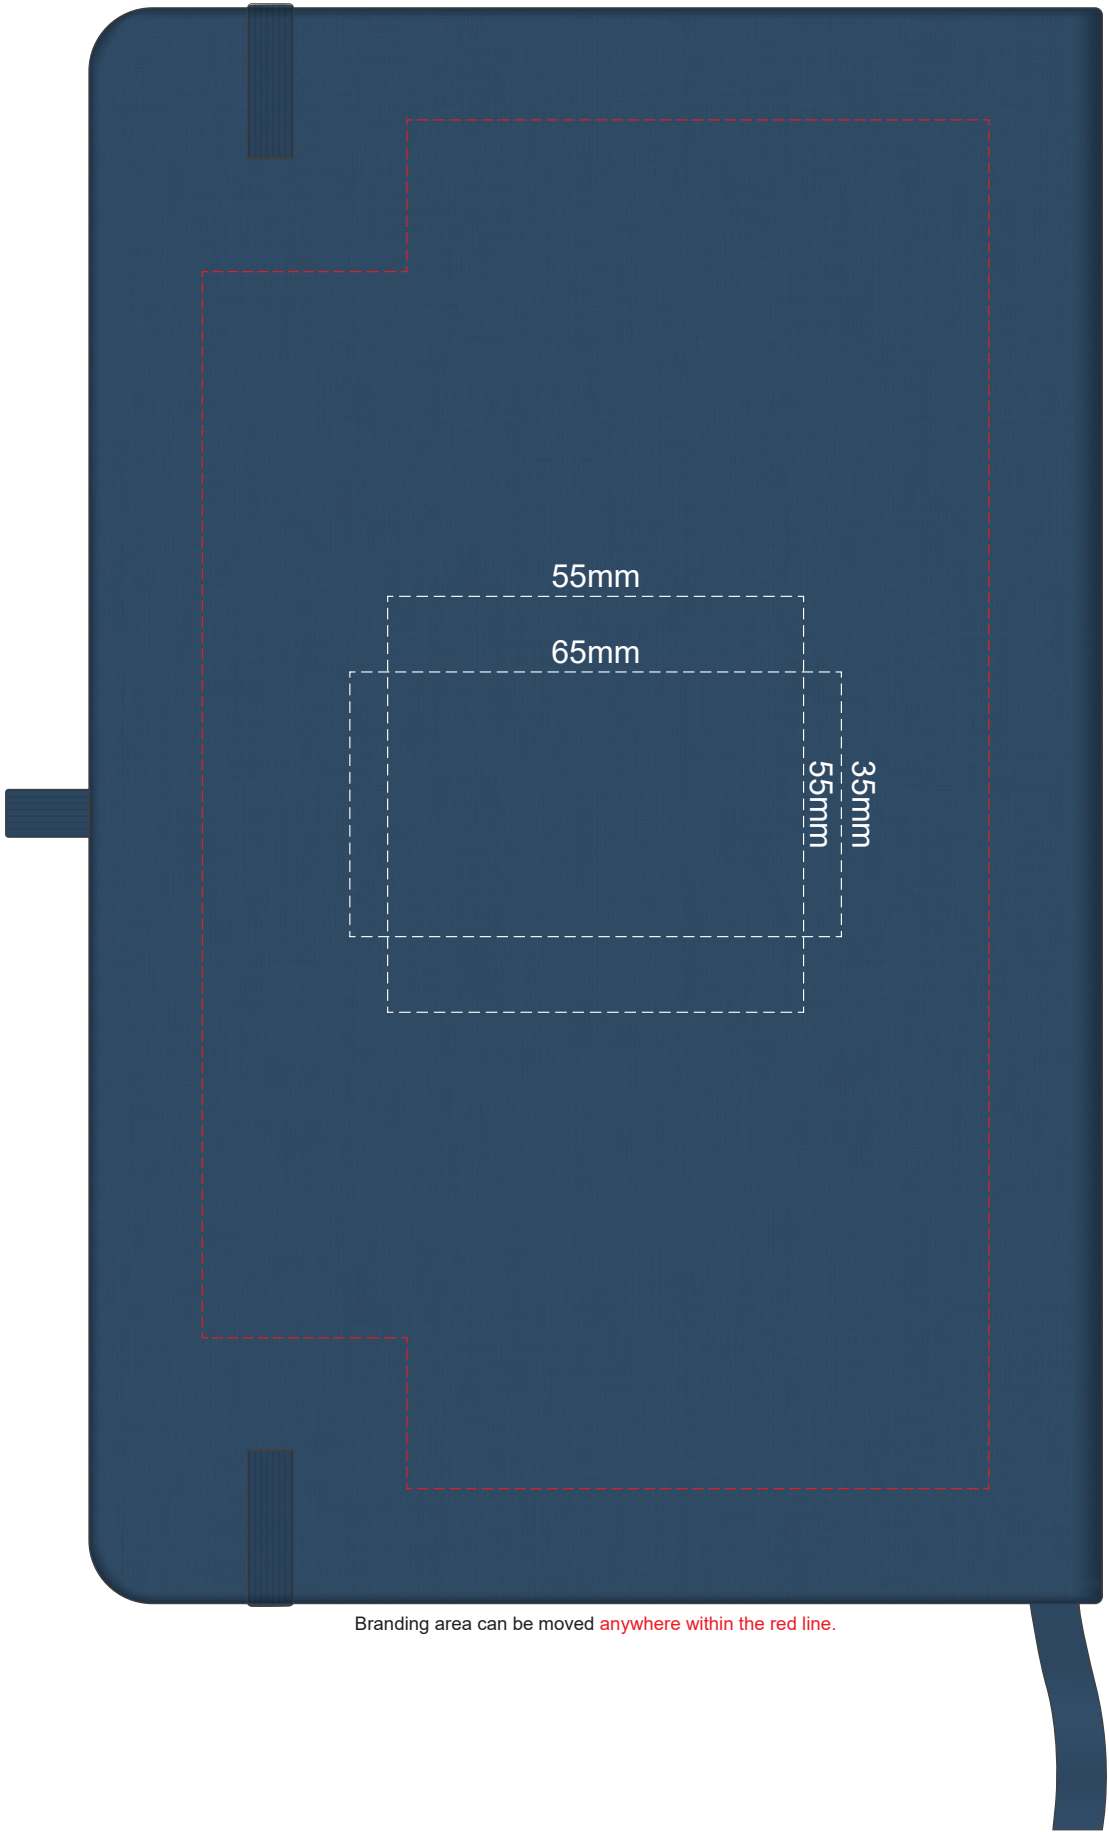 55mm
65mm
55mm
35mm
Branding area can be moved anywhere within the red line.